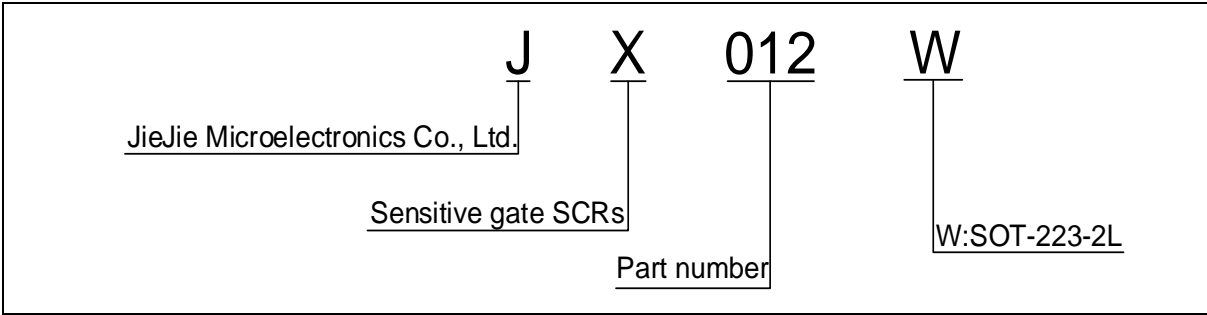 J X 012 W
JieJie Microelectronics Co., Ltd.
Sensitive gate SCRs
W:SOT-223-2L
Part number